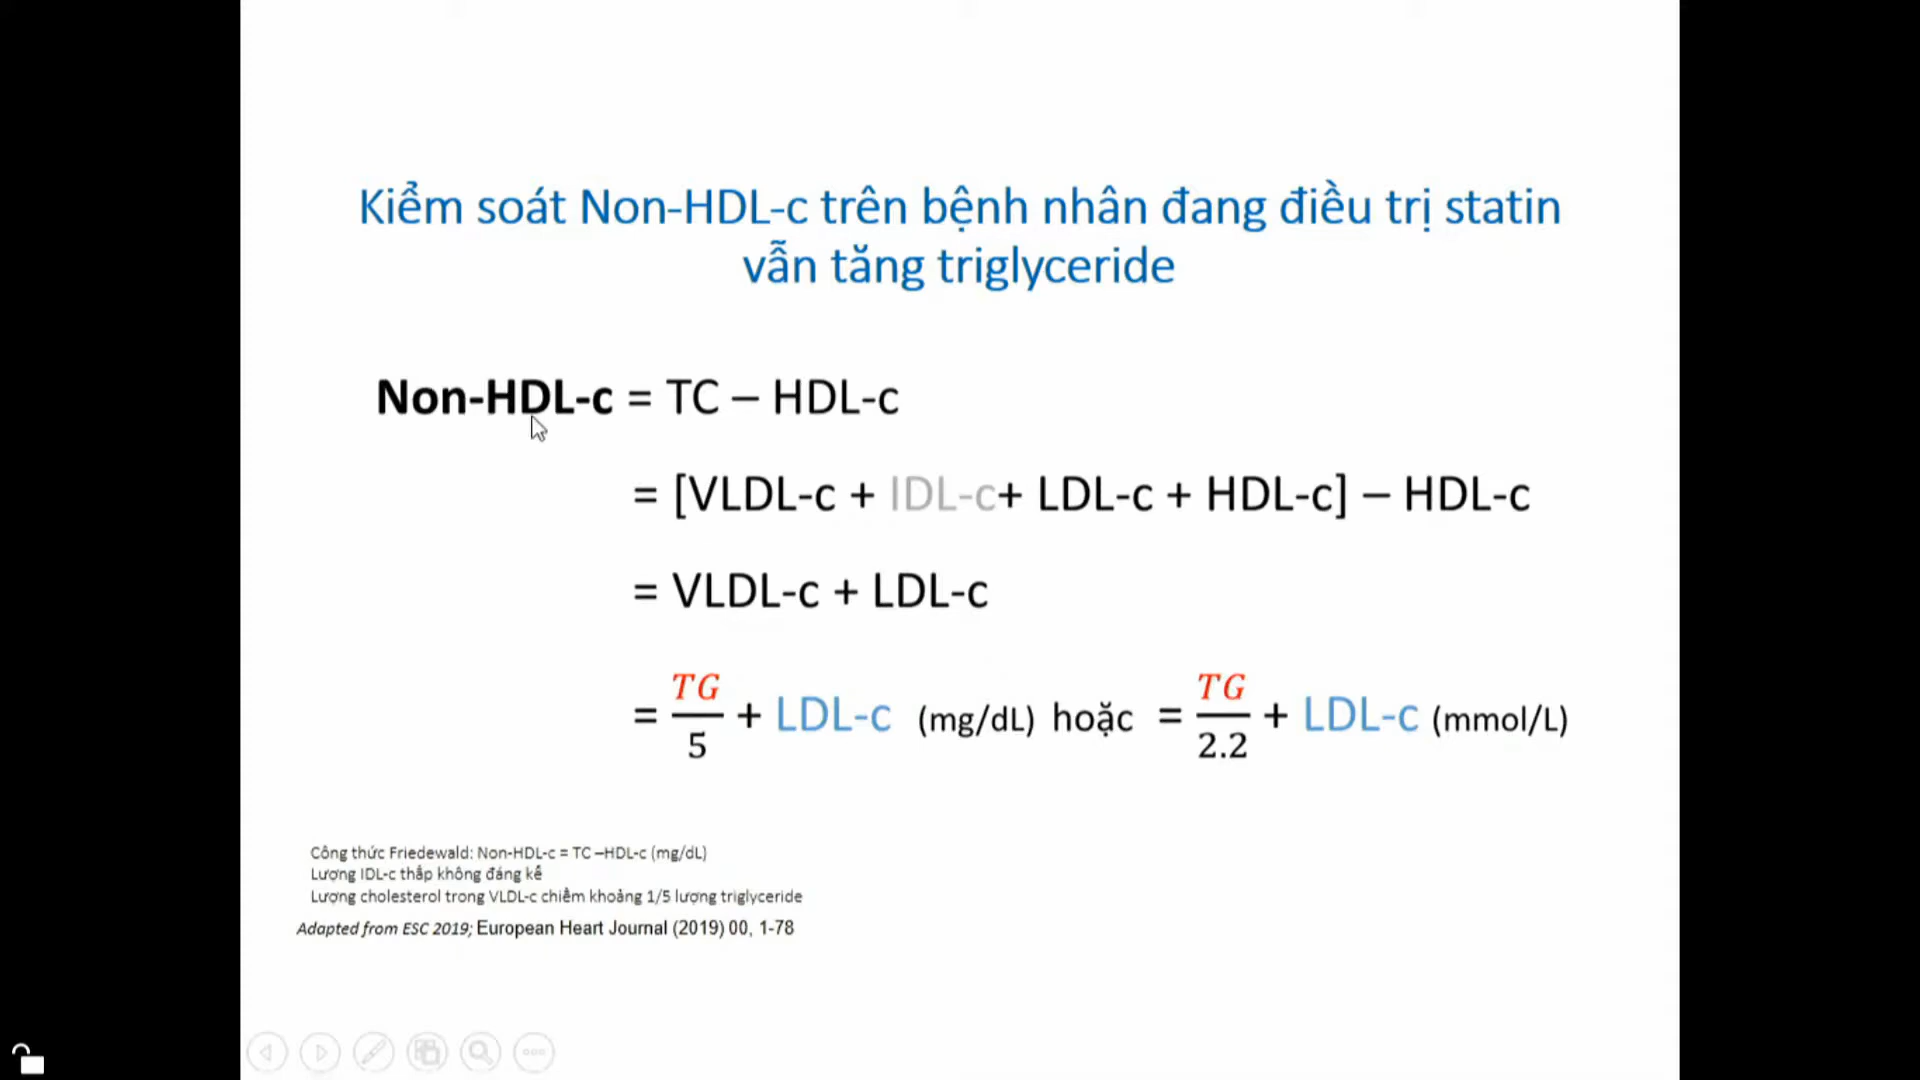 Kiểm soát Non-HDL-c trên bệnh nhân đang điều trị statin
vẫn tăng triglyceride
Non-HDL-c = TC – HDL-c
= [VLDL-c + IDL-c+ LDL-c + HDL-c] – HDL-c
= VLDL-c + LDL-c
= TG/5 + LDL-c (mg/dL) hoặc = TG/2.2 + LDL-c (mmol/L)
Công thức Friedewald: Non-HDL-c = TC –HDL-c (mg/dL)
Lượng IDL-c thấp không đáng kể
Lượng cholesterol trong VLDL-c chiếm khoảng 1/5 lượng triglyceride
Adapted from ESC 2019; European Heart Journal (2019) 00, 1-78